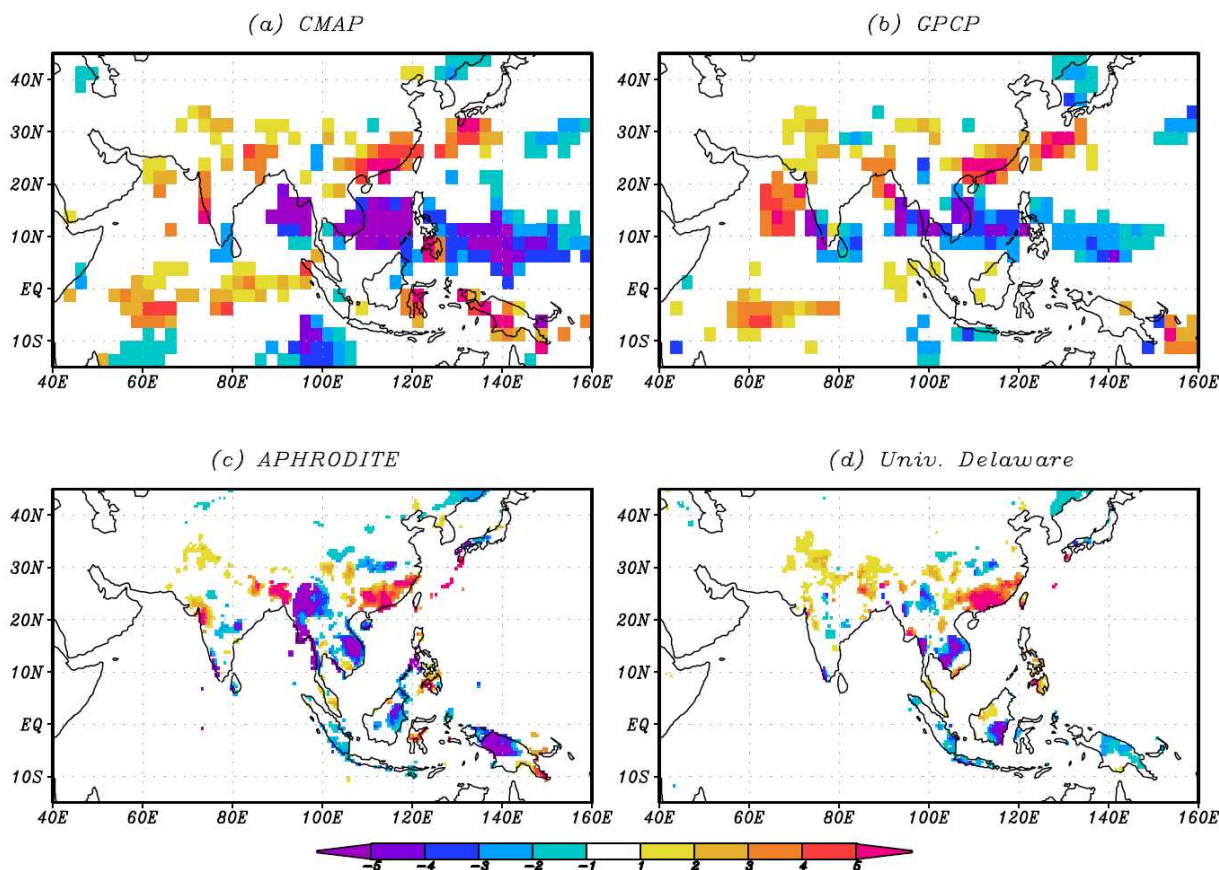 (a) CMAP
(b) GPCP
40N
30N
20N
10N
EQ
10S
40E 60E 80E 100E 120E 140E 160E
40N
30N
20N
10N
EQ
10S
40E 60E 80E 100E 120E 140E 160E
(c) APHRODITE
(d) Univ. Delaware
40N
30N
20N
10N
EQ
10S
40E 60E 80E 100E 120E 140E 160E
40N
30N
20N
10N
EQ
10S
40E 60E 80E 100E 120E 140E 160E
-5 -4 -3 -2 -1 1 2 3 4 5